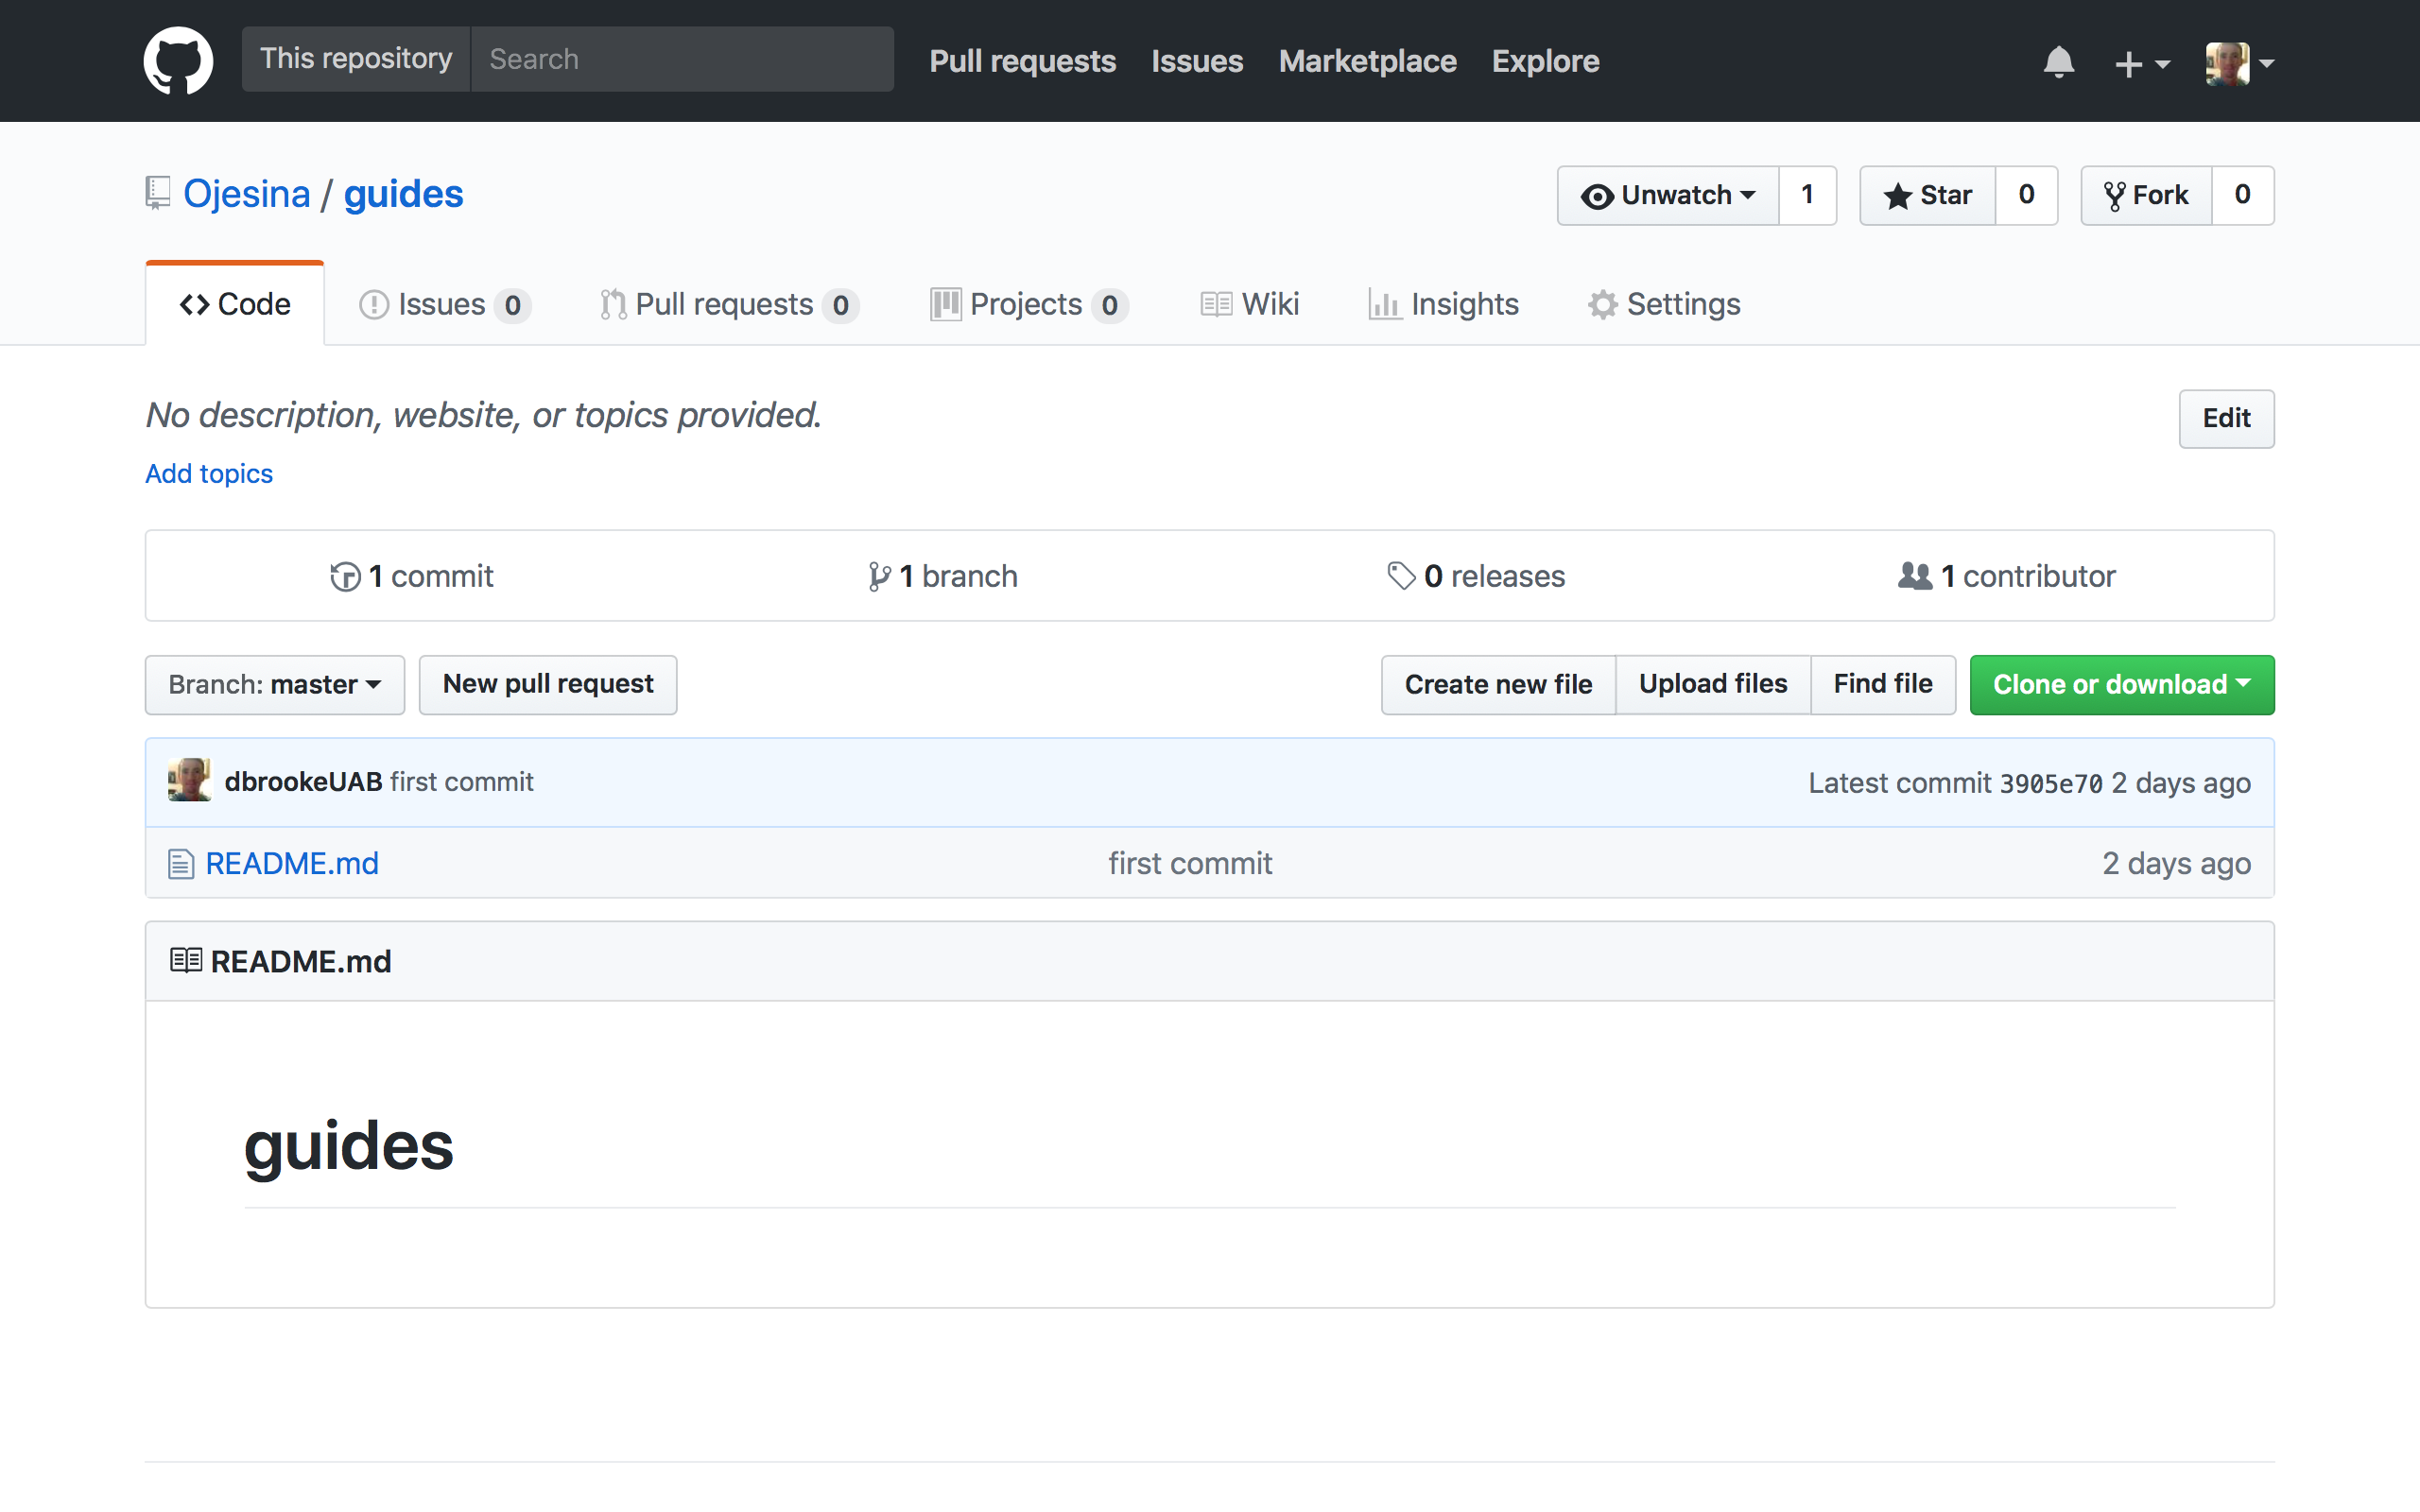 This repository Search Pull requests Issues Marketplace Explore
Ojesina / guides Unwatch 1 Star 0 Fork 0
Code Issues 0 Pull requests 0 Projects 0 Wiki Insights Settings
No description, website, or topics provided. Edit
Add topics
1 commit 1 branch 0 releases 1 contributor
Branch: master New pull request Create new file Upload files Find file Clone or download
dbrookeUAB first commit Latest commit 3905e70 2 days ago
README.md first commit 2 days ago
README.md
guides